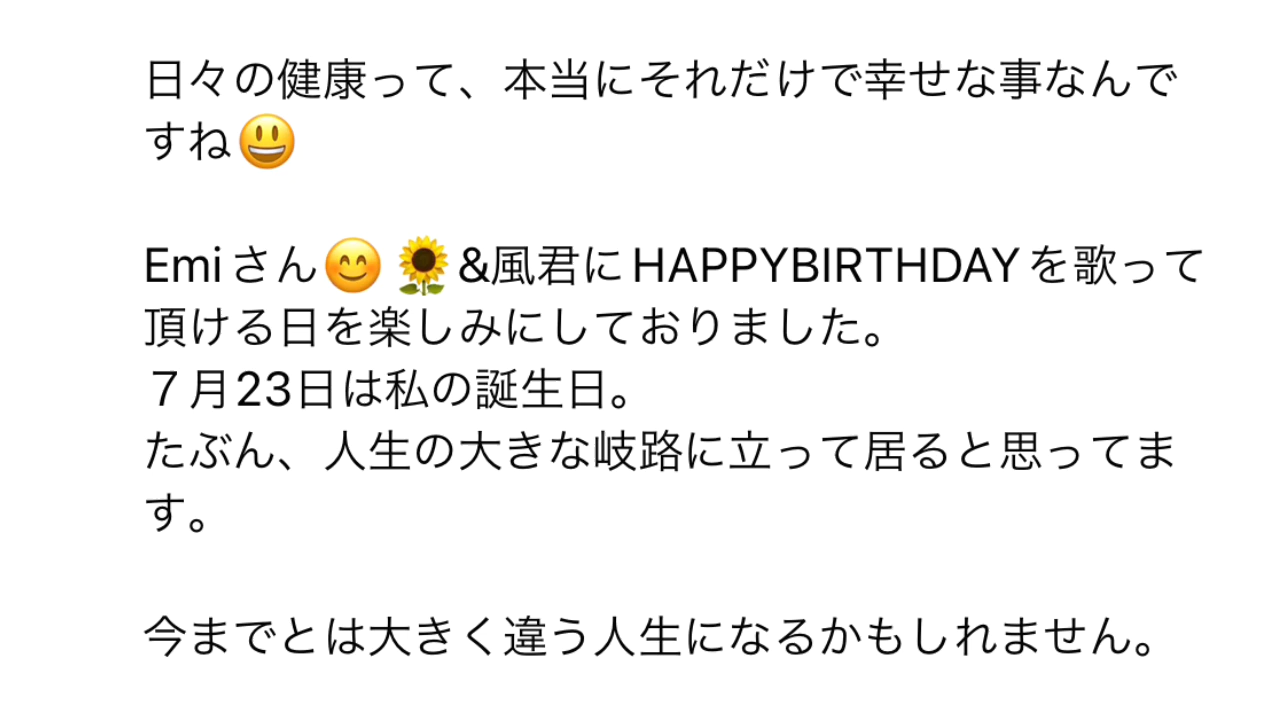 日々の健康って、本当にそれだけで幸せな事なんで
すね😃
Emiさん😊🌻&風君にHAPPYBIRTHDAYを歌って
頂ける日を楽しみにしておりました。
７月23日は私の誕生日。
たぶん、人生の大きな岐路に立って居ると思ってま
す。
今までとは大きく違う人生になるかもしれません。